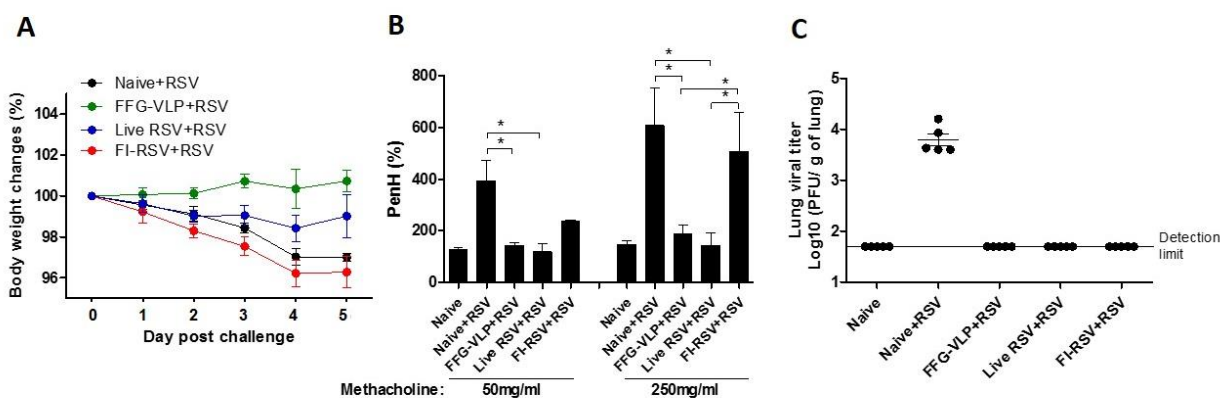 A
Body weight changes (%)
104
102
100
98
96
Naive+RSV
FFG-VLP+RSV
Live RSV+RSV
FI-RSV+RSV
0 1 2 3 4 5
Day post challenge
B
PenH (%)
800
600
400
200
0
* * * * * *
Naive
Naive+RSV
FFG-VLP+RSV
Live RSV+RSV
FI-RSV+RSV
Naive
Naive+RSV
FFG-VLP+RSV
Live RSV+RSV
FI-RSV+RSV
Methacholine: 50mg/ml 250mg/ml
C
Lung viral titer
Log10 (PFU/ g of lung)
5
4
3
2
1
Detection
limit
Naive
Naive+RSV
FFG-VLP+RSV
Live RSV+RSV
FI-RSV+RSV